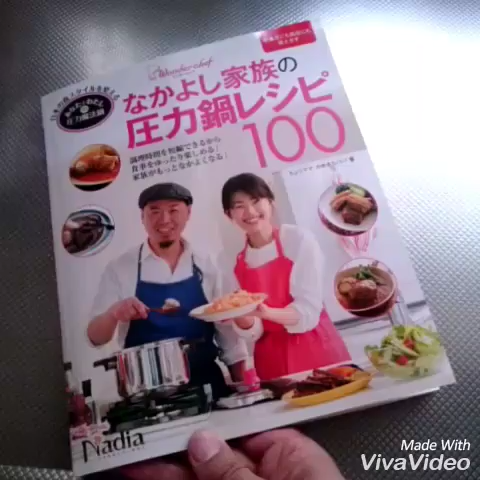 Wonder chef
なかよし家族の
圧力鍋レシピ
100
調理時間を短縮できるから
食事をゆったり楽しめる!
家族がもっとなかよくなる!
Nadia
Made With
VivaVideo